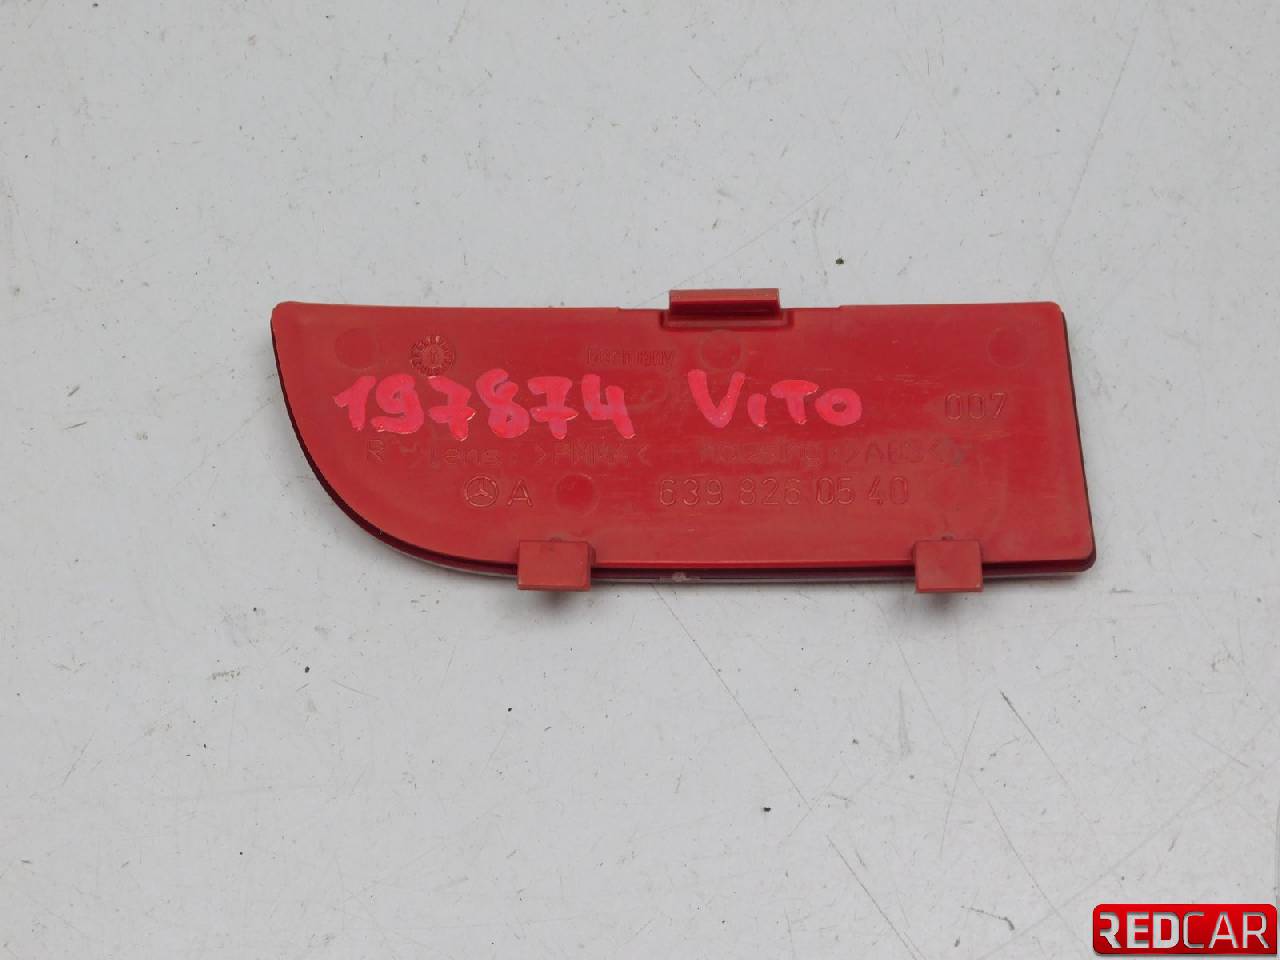 Germany
197874 ViTO
007
R Lens >PMMA< Housing >ABS<
A 639 826 05 40
REDCAR